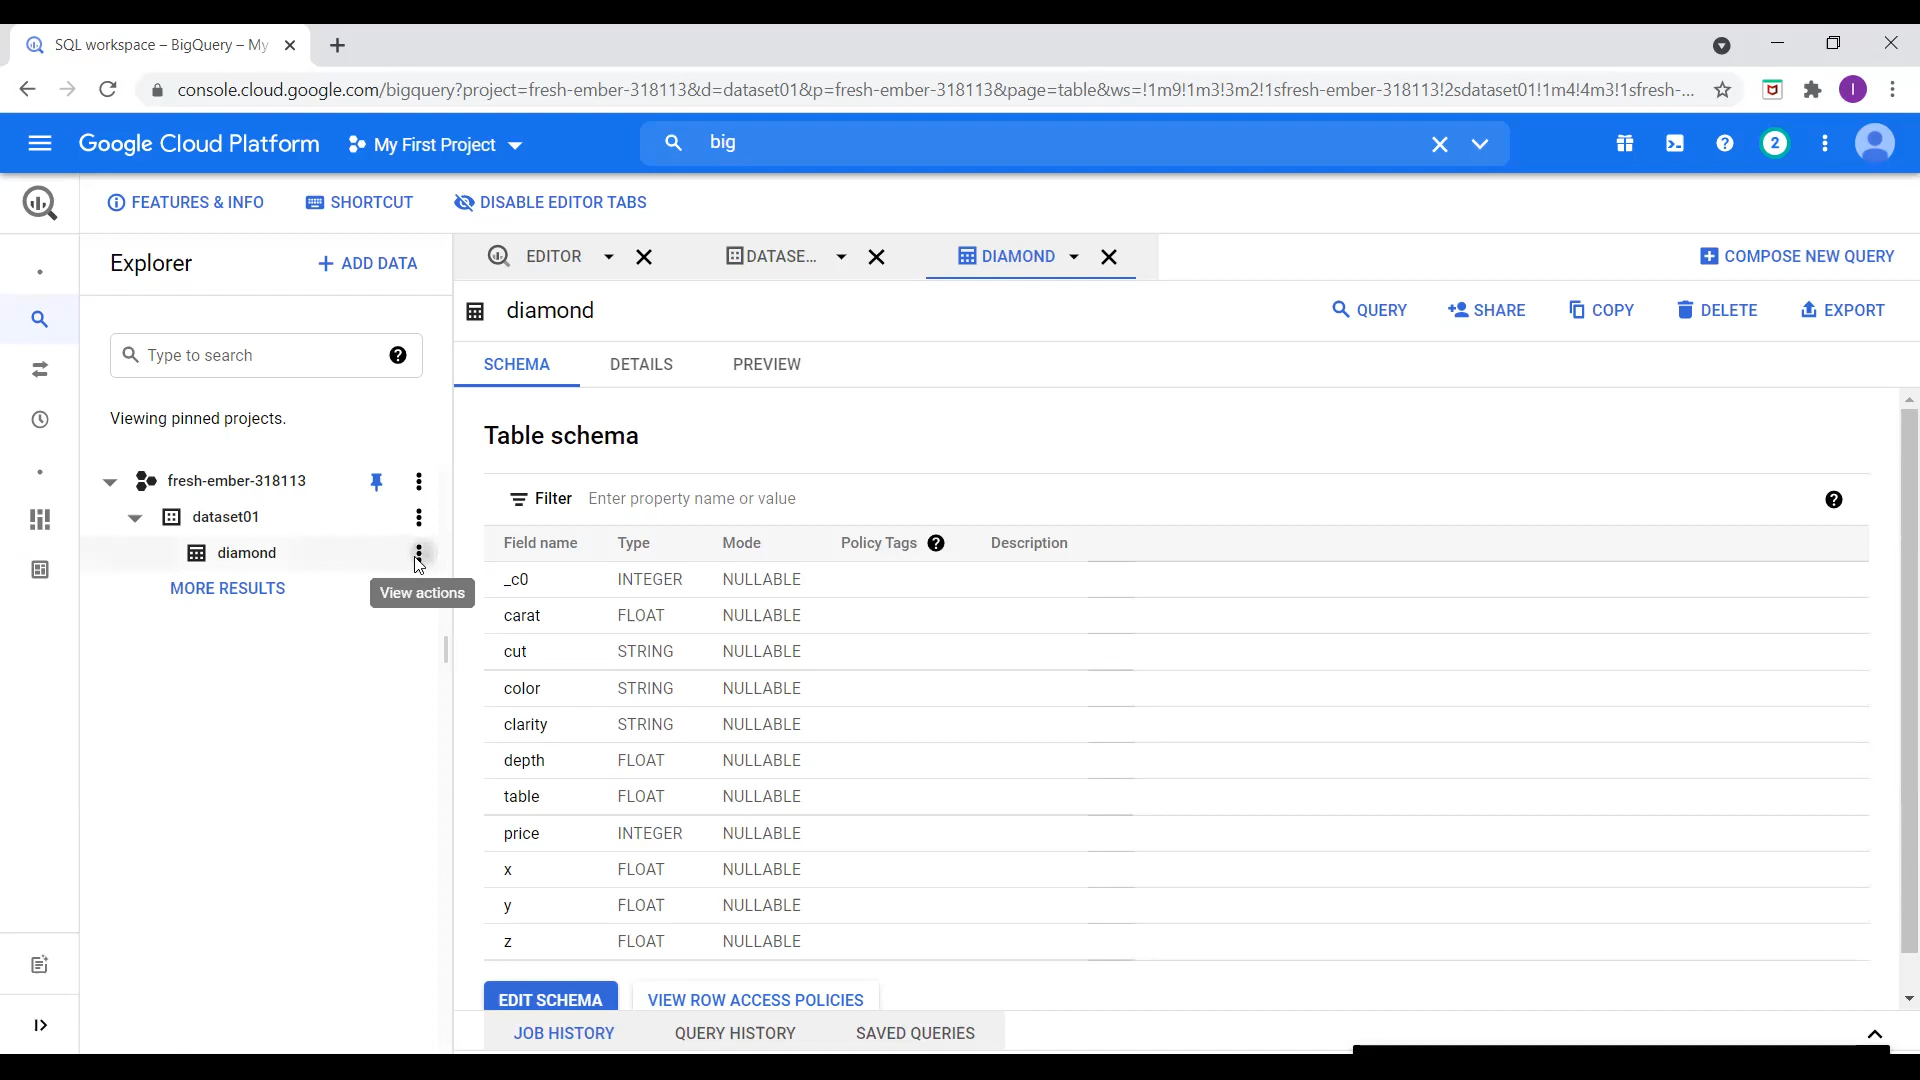 SQL workspace – BigQuery – My
console.cloud.google.com/bigquery?project=fresh-ember-318113&d=dataset01&p=fresh-ember-318113&page=table&ws=!1m9!1m3!3m2!1sfresh-ember-318113!2sdataset01!1m4!4m3!1sfresh-...
I
Google Cloud Platform My First Project big 2
FEATURES & INFO SHORTCUT DISABLE EDITOR TABS
Explorer + ADD DATA
EDITOR DATASE... DIAMOND COMPOSE NEW QUERY
diamond QUERY SHARE COPY DELETE EXPORT
Type to search
SCHEMA DETAILS PREVIEW
Viewing pinned projects.
Table schema
fresh-ember-318113
dataset01
diamond
MORE RESULTS
View actions
Filter Enter property name or value
Field name Type Mode Policy Tags Description
_c0 INTEGER NULLABLE
carat FLOAT NULLABLE
cut STRING NULLABLE
color STRING NULLABLE
clarity STRING NULLABLE
depth FLOAT NULLABLE
table FLOAT NULLABLE
price INTEGER NULLABLE
x FLOAT NULLABLE
y FLOAT NULLABLE
z FLOAT NULLABLE
EDIT SCHEMA VIEW ROW ACCESS POLICIES
JOB HISTORY QUERY HISTORY SAVED QUERIES